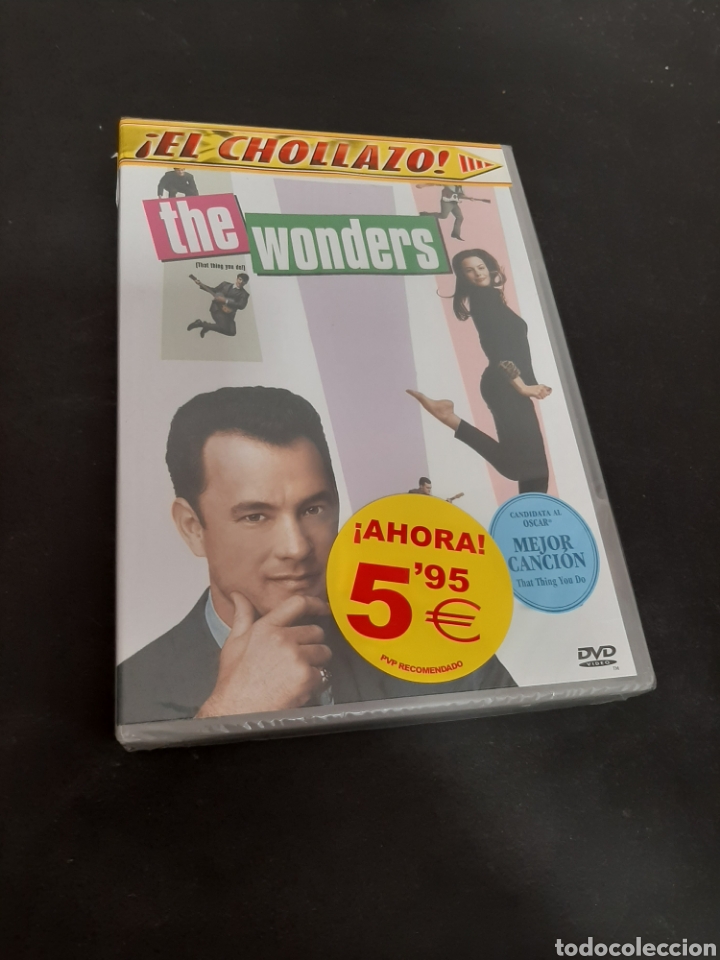 ¡EL CHOLLAZO!
the wonders
(That thing you do!)
¡AHORA!
5'95
€
PVP RECOMENDADO
CANDIDATA AL
OSCAR®
MEJOR
CANCIÓN
That Thing You Do
DVD
VIDEO
TM
todocoleccion